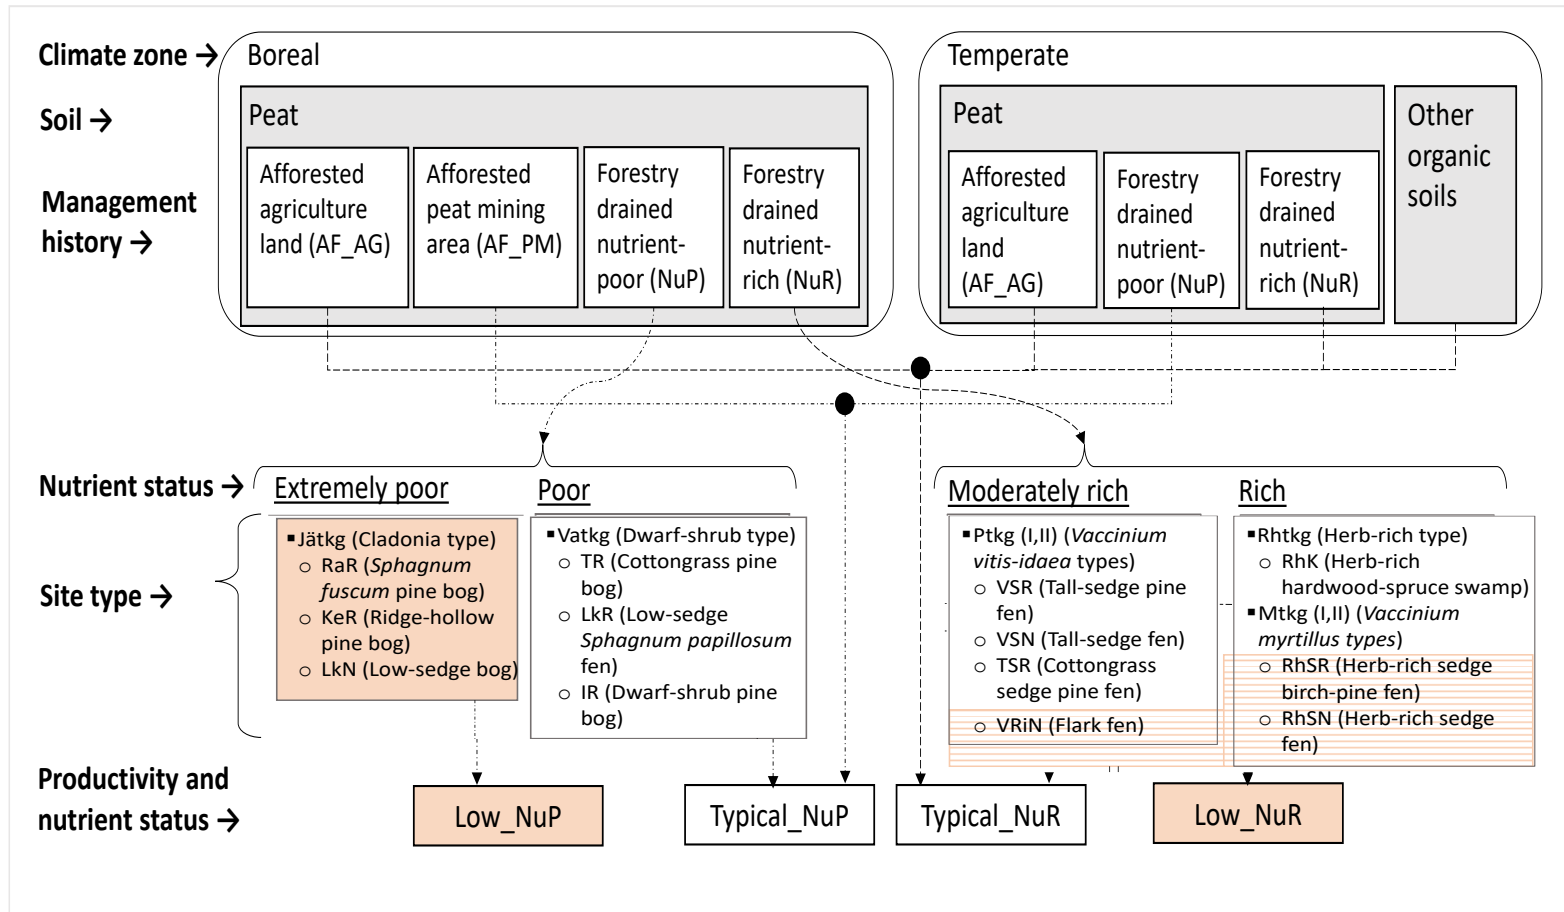 Climate zone →
Boreal
Temperate
Soil →
Peat
Peat
Other
organic
soils
Management
history →
Afforested
agriculture
land (AF_AG)
Afforested
peat mining
area (AF_PM)
Forestry
drained
nutrient-
poor (NuP)
Forestry
drained
nutrient-
rich (NuR)
Afforested
agriculture
land
(AF_AG)
Forestry
drained
nutrient-
poor (NuP)
Forestry
drained
nutrient-
rich (NuR)
Nutrient status →
Extremely poor
Poor
Moderately rich
Rich
Site type →
▪Jätkg (Cladonia type)
○ RaR (Sphagnum
fuscum pine bog)
○ KeR (Ridge-hollow
pine bog)
○ LkN (Low-sedge bog)
▪Vatkg (Dwarf-shrub type)
○ TR (Cottongrass pine
bog)
○ LkR (Low-sedge
Sphagnum papillosum
fen)
○ IR (Dwarf-shrub pine
bog)
▪Ptkg (I,II) (Vaccinium
vitis-idaea types)
○ VSR (Tall-sedge pine
fen)
○ VSN (Tall-sedge fen)
○ TSR (Cottongrass
sedge pine fen)
○ VRiN (Flark fen)
▪Rhtkg (Herb-rich type)
○ RhK (Herb-rich
hardwood-spruce swamp)
▪Mtkg (I,II) (Vaccinium
myrtillus types)
○ RhSR (Herb-rich sedge
birch-pine fen)
○ RhSN (Herb-rich sedge
fen)
Productivity and
nutrient status →
Low_NuP
Typical_NuP
Typical_NuR
Low_NuR